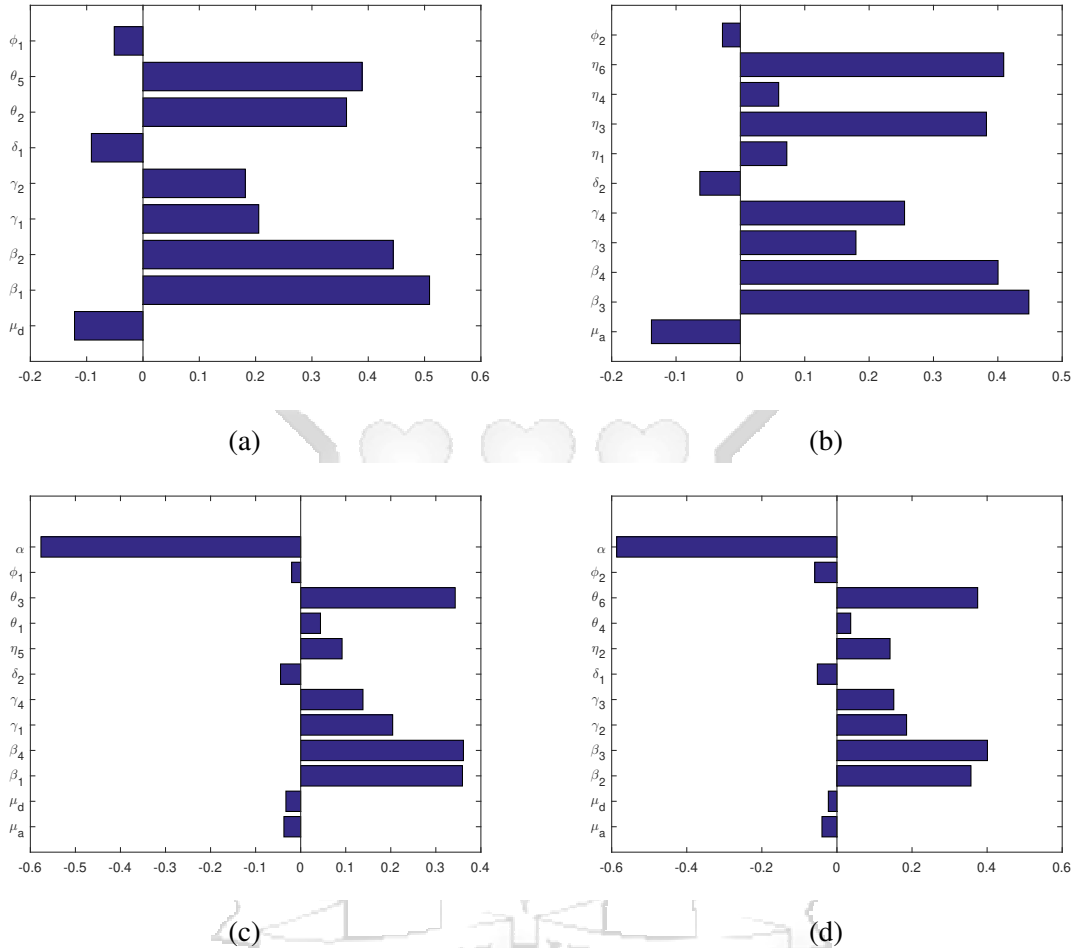 ϕ1
θ5
θ2
δ1
γ2
γ1
β2
β1
μd
-0.2 -0.1 0 0.1 0.2 0.3 0.4 0.5 0.6
(a)
ϕ2
η6
η4
η3
η1
δ2
γ4
γ3
β4
β3
μa
-0.2 -0.1 0 0.1 0.2 0.3 0.4 0.5
(b)
α
ϕ1
θ3
θ1
η5
δ2
γ4
γ1
β4
β1
μd
μa
-0.6 -0.5 -0.4 -0.3 -0.2 -0.1 0 0.1 0.2 0.3 0.4
(c)
α
ϕ2
θ6
θ4
η2
δ1
γ3
γ2
β3
β2
μd
μa
-0.6 -0.4 -0.2 0 0.2 0.4 0.6
(d)